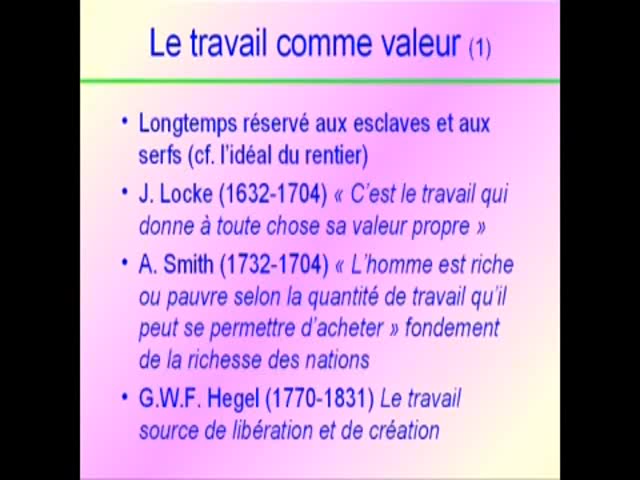 Le travail comme valeur (1)
• Longtemps réservé aux esclaves et aux
serfs (cf. l'idéal du rentier)
• J. Locke (1632-1704) « C'est le travail qui
donne à toute chose sa valeur propre »
• A. Smith (1732-1704) « L'homme est riche
ou pauvre selon la quantité de travail qu'il
peut se permettre d'acheter » fondement
de la richesse des nations
• G.W.F. Hegel (1770-1831) Le travail
source de libération et de création